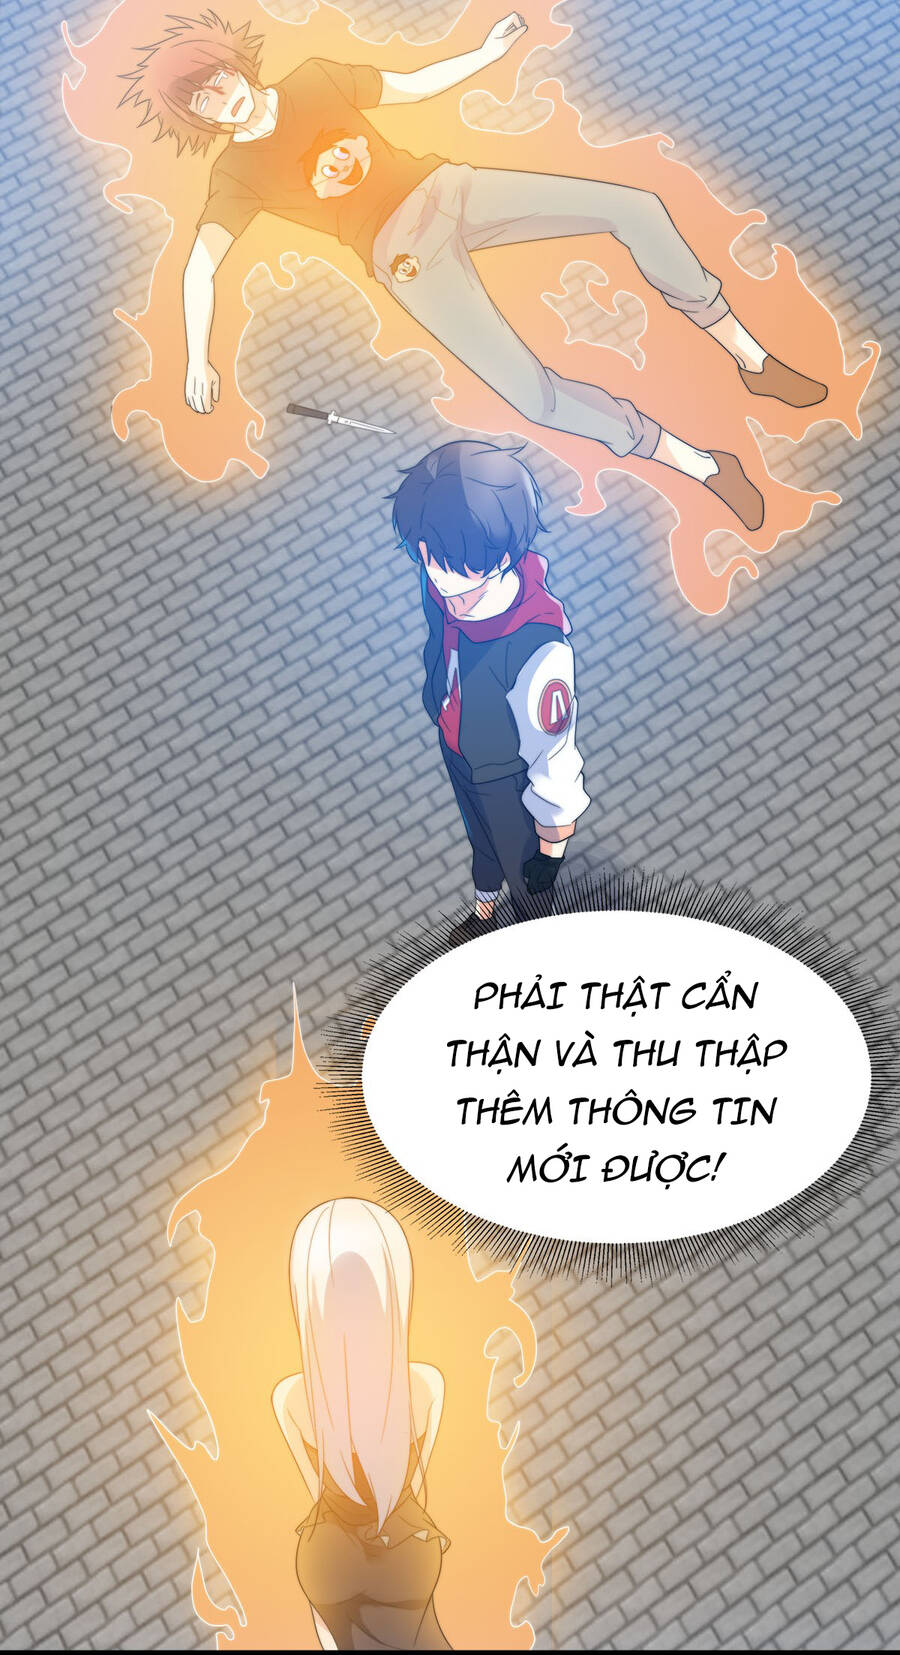 PHẢI THẬT CẨN
THẬN VÀ THU THẬP
THÊM THÔNG TIN
MỚI ĐƯỢC!